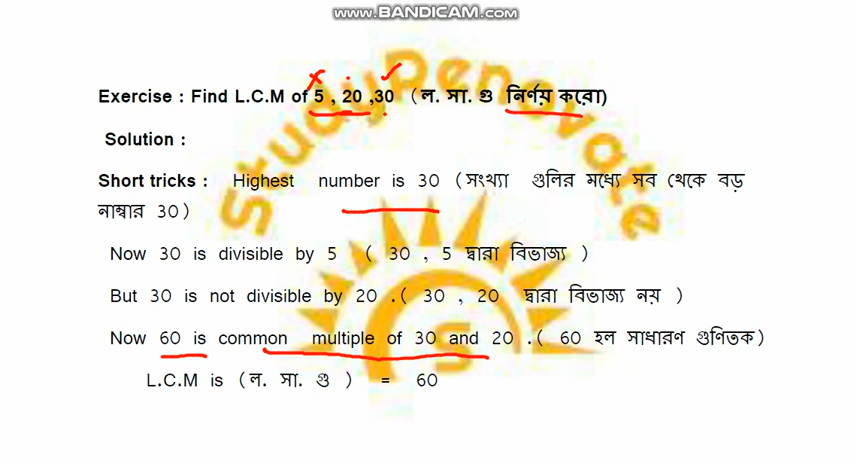 www.BANDICAM.com
Exercise : Find L.C.M of 5 , 20 ,30 (ল. সা. গু নির্ণয় করো)
Solution :
Short tricks : Highest number is 30 (সংখ্যা গুলির মধ্যে সব থেকে বড়
নাম্বার 30)
Now 30 is divisible by 5 ( 30 , 5 দ্বারা বিভাজ্য )
But 30 is not divisible by 20 .( 30 , 20 দ্বারা বিভাজ্য নয় )
Now 60 is common multiple of 30 and 20 .( 60 হল সাধারণ গুণিতক)
L.C.M is (ল. সা. গু ) = 60
StudyPenovate
S